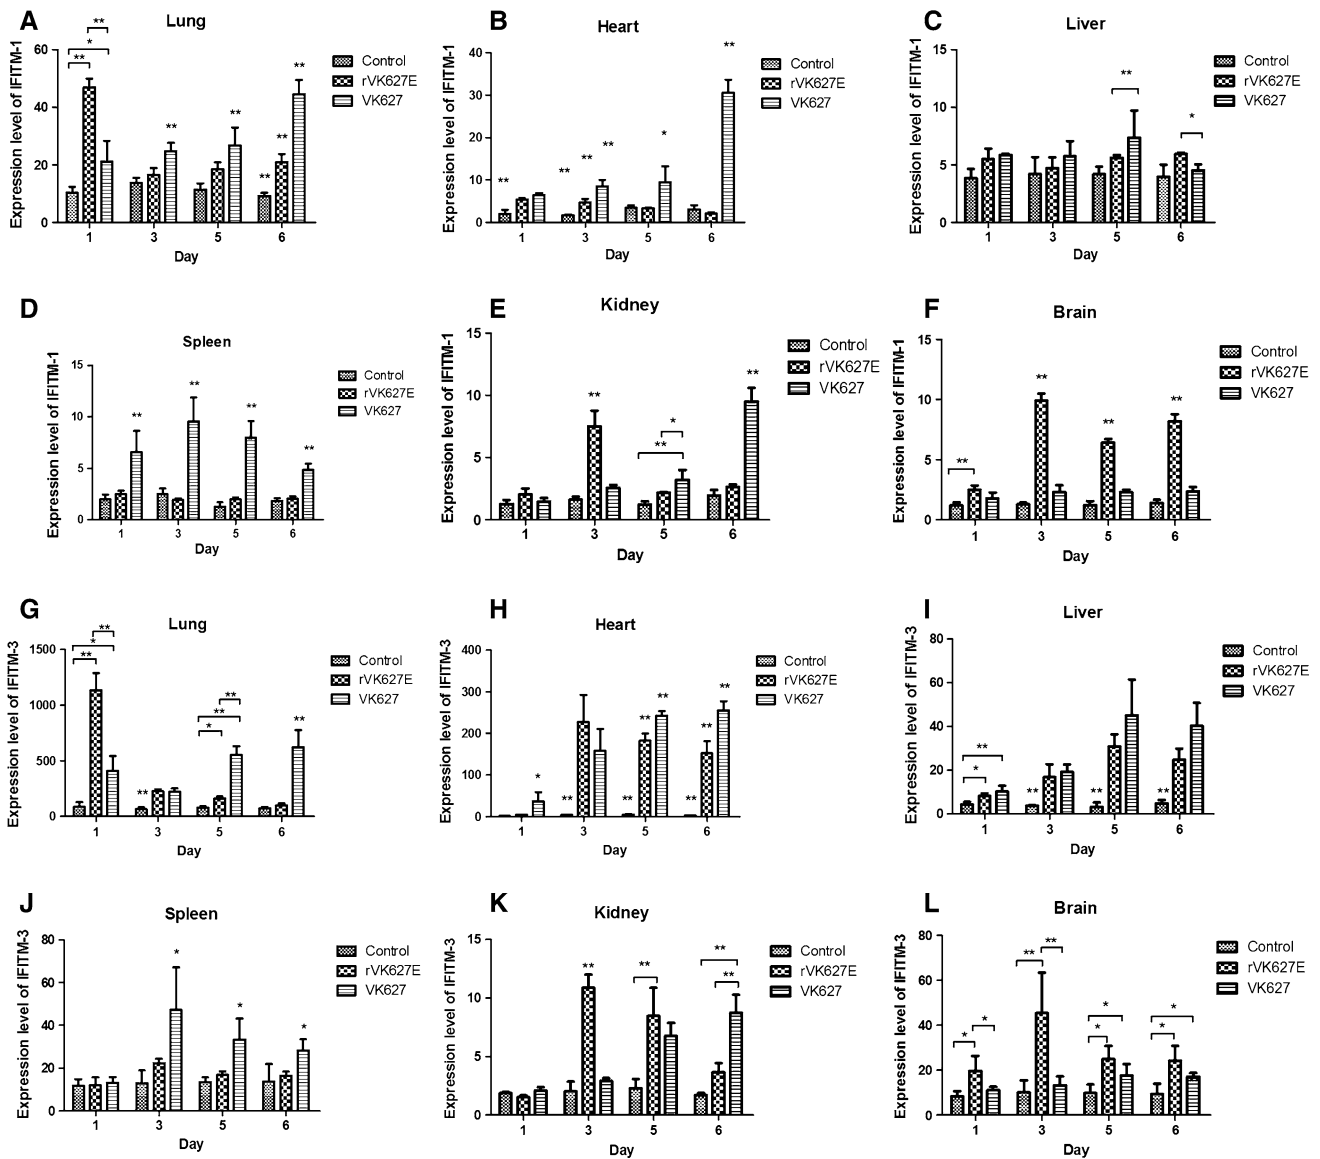 A
Lung
**
*
**
60
40
20
0
Expression level of IFITM-1
**
**
**
**
**
1 3 5 6
Day
Control
rVK627E
VK627
B
Heart
40
30
20
10
0
Expression level of IFITM-1
**
**
**
**
*
**
1 3 5 6
Day
Control
rVK627E
VK627
C
Liver
15
10
5
0
Expression level of IFITM-1
**
*
1 3 5 6
Day
Control
rVK627E
VK627
D
Spleen
15
10
5
0
Expression level of IFITM-1
**
**
**
**
1 3 5 6
Day
Control
rVK627E
VK627
E
Kidney
15
10
5
0
Expression level of IFITM-1
**
*
**
**
1 3 5 6
Day
Control
rVK627E
VK627
F
Brain
15
10
5
0
Expression level of IFITM-1
**
**
**
**
1 3 5 6
Day
Control
rVK627E
VK627
G
Lung
**
*
**
1500
1000
500
0
Expression level of IFITM-3
**
**
**
*
**
1 3 5 6
Day
Control
rVK627E
VK627
H
Heart
400
300
200
100
0
Expression level of IFITM-3
*
**
**
**
**
**
**
**
1 3 5 6
Day
Control
rVK627E
VK627
I
Liver
80
60
40
20
0
Expression level of IFITM-3
**
*
**
**
**
1 3 5 6
Day
Control
rVK627E
VK627
J
Spleen
80
60
40
20
0
Expression level of IFITM-3
*
*
*
1 3 5 6
Day
Control
rVK627E
VK627
K
Kidney
15
10
5
0
Expression level of IFITM-3
**
**
**
**
1 3 5 6
Day
Control
rVK627E
VK627
L
Brain
80
60
40
20
0
Expression level of IFITM-3
*
*
**
**
*
*
*
*
1 3 5 6
Day
Control
rVK627E
VK627